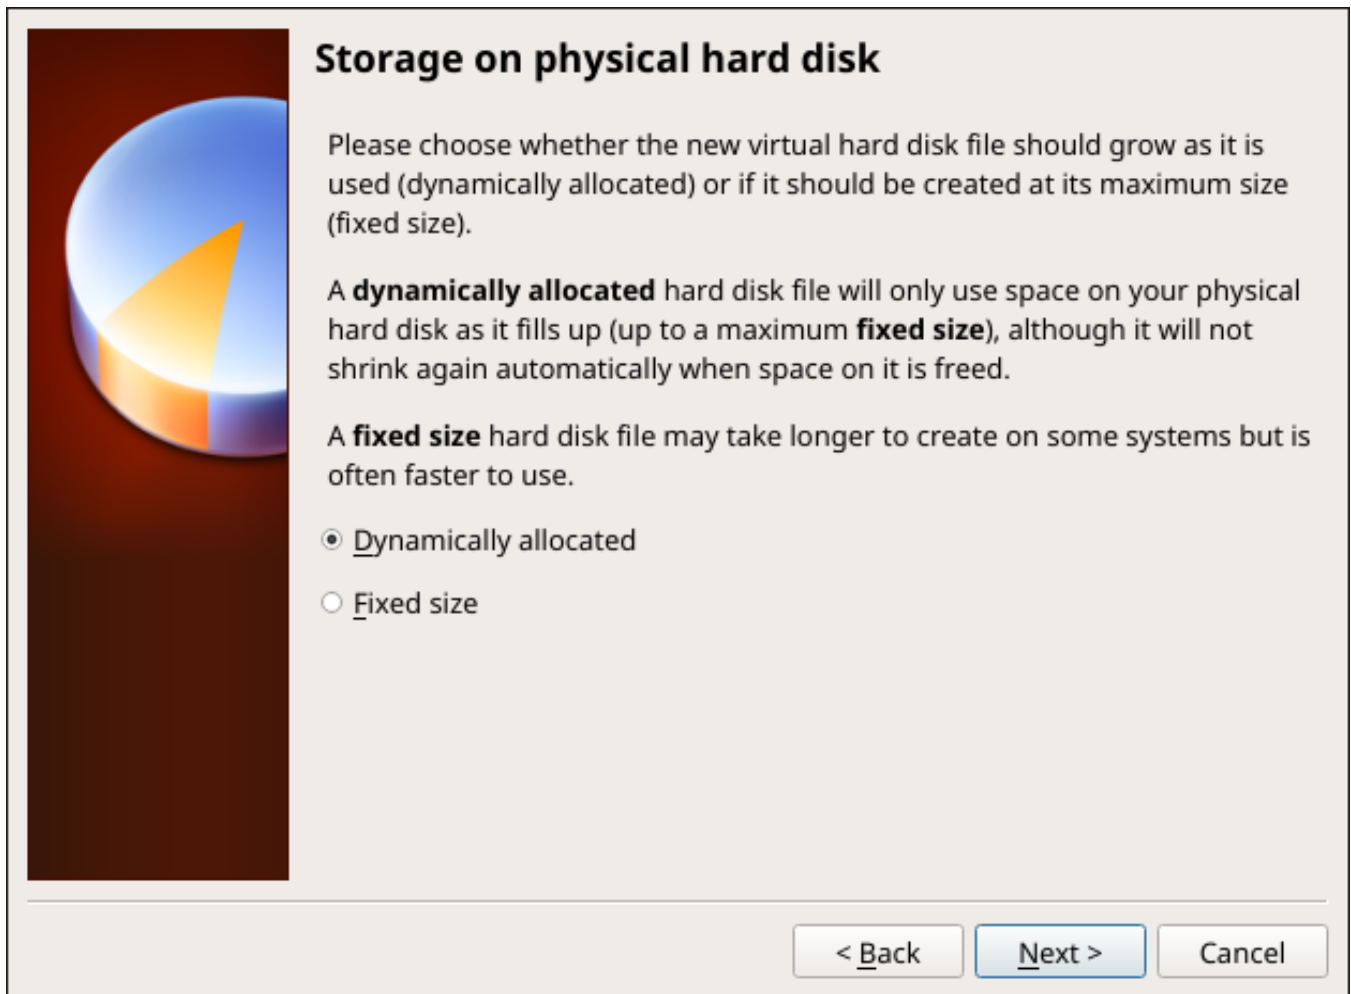 Storage on physical hard disk
Please choose whether the new virtual hard disk file should grow as it is
used (dynamically allocated) or if it should be created at its maximum size
(fixed size).
A dynamically allocated hard disk file will only use space on your physical
hard disk as it fills up (up to a maximum fixed size), although it will not
shrink again automatically when space on it is freed.
A fixed size hard disk file may take longer to create on some systems but is
often faster to use.
Dynamically allocated
Fixed size
< Back
Next >
Cancel